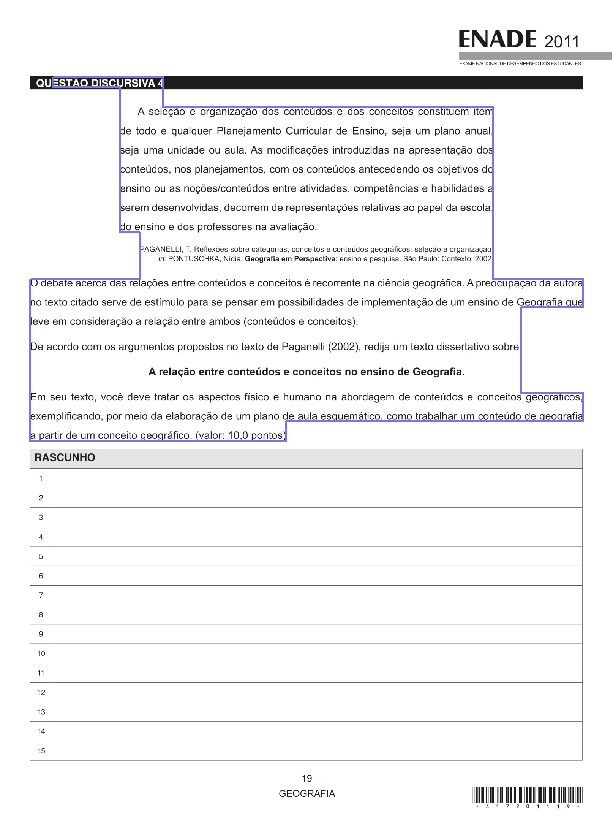 ENADE 2011
EXAME NACIONAL DE DESEMPENHO DOS ESTUDANTES
QUESTÃO DISCURSIVA 4
A seleção e organização dos conteúdos e dos conceitos constituem item
de todo e qualquer Planejamento Curricular de Ensino, seja um plano anual,
seja uma unidade ou aula. As modificações introduzidas na apresentação dos
conteúdos, nos planejamentos, com os conteúdos antecedendo os objetivos do
ensino ou as noções/conteúdos entre atividades, competências e habilidades a
serem desenvolvidas, decorrem de representações relativas ao papel da escola,
do ensino e dos professores na avaliação.
PAGANELLI, T. Reflexões sobre categorias, conceitos e conteúdos geográficos: seleção e organização.
In: PONTUSCHKA, Nídia. Geografia em Perspectiva: ensino e pesquisa. São Paulo: Contexto, 2002
O debate acerca das relações entre conteúdos e conceitos é recorrente na ciência geográfica. A preocupação da autora
no texto citado serve de estímulo para se pensar em possibilidades de implementação de um ensino de Geografia que
leve em consideração a relação entre ambos (conteúdos e conceitos).
De acordo com os argumentos propostos no texto de Paganelli (2002), redija um texto dissertativo sobre
A relação entre conteúdos e conceitos no ensino de Geografia.
Em seu texto, você deve tratar os aspectos físico e humano na abordagem de conteúdos e conceitos geográficos,
exemplificando, por meio da elaboração de um plano de aula esquemático, como trabalhar um conteúdo de geografia
a partir de um conceito geográfico. (valor: 10,0 pontos)
RASCUNHO
1
2
3
4
5
6
7
8
9
10
11
12
13
14
15
19
GEOGRAFIA